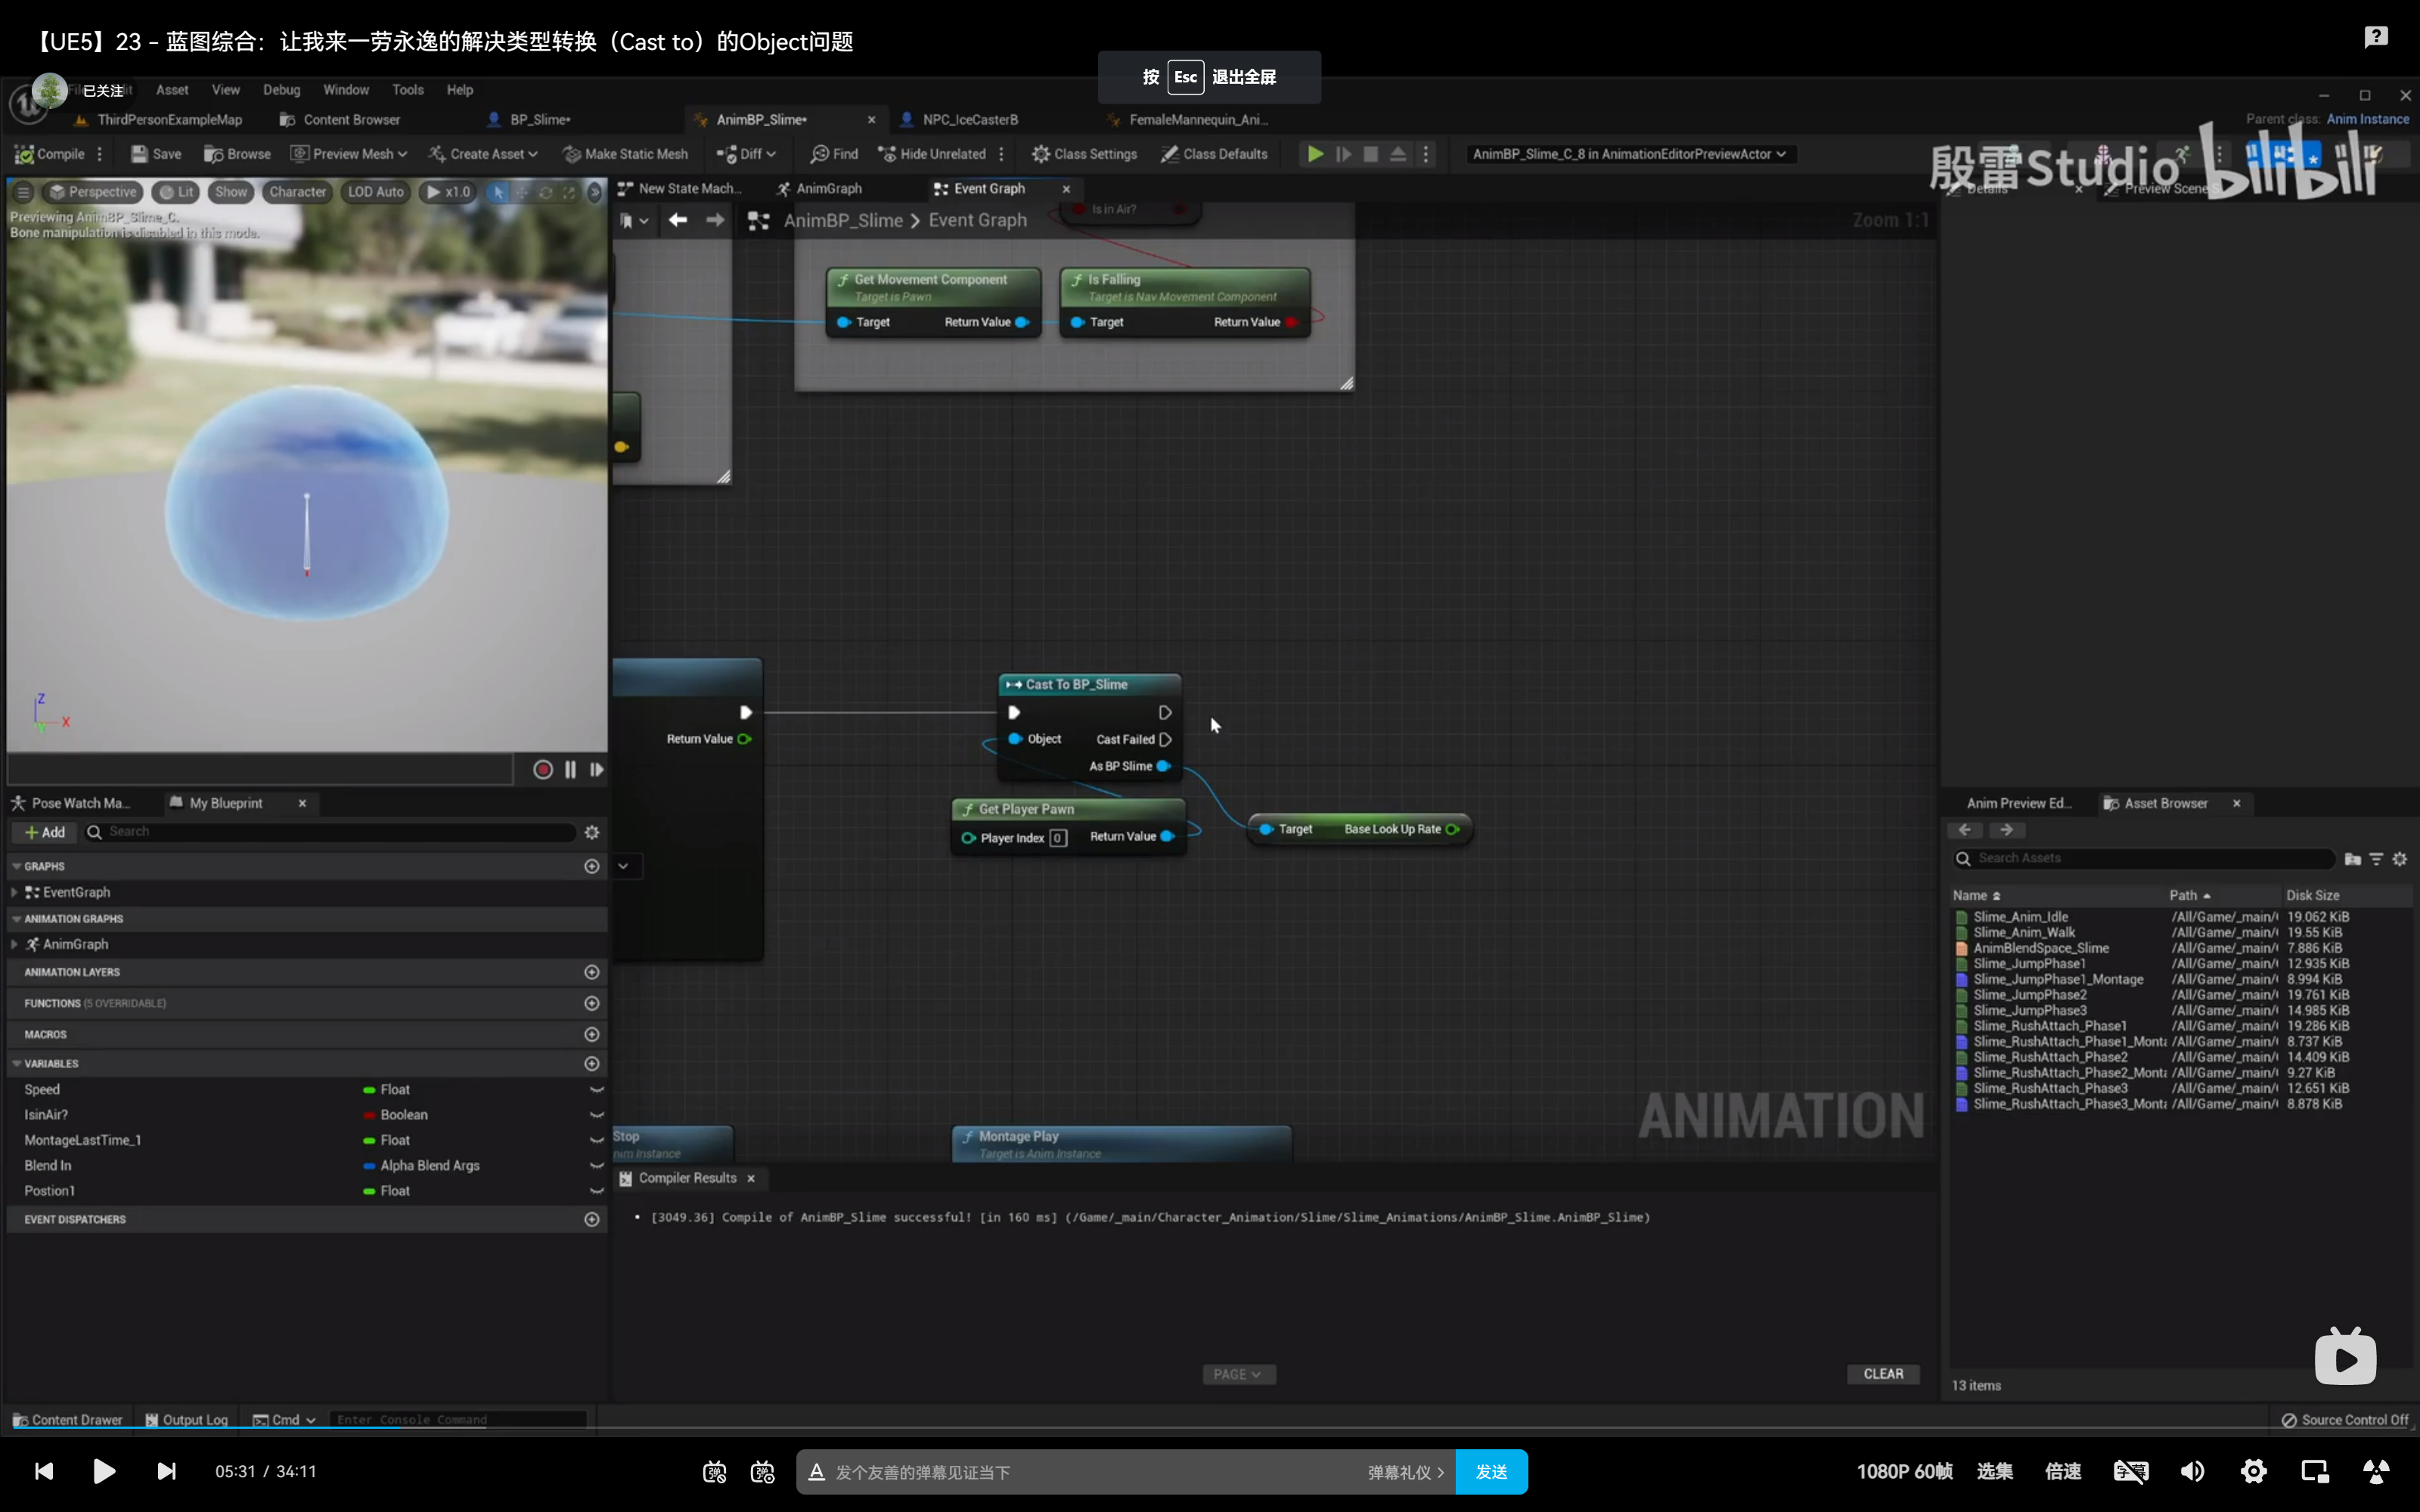 【UE5】23 - 蓝图综合：让我来一劳永逸的解决类型转换（Cast to）的Object问题
按 Esc 退出全屏
已关注
Asset View Debug Window Tools Help
ThirdPersonExampleMap Content Browser BP_Slime* AnimBP_Slime* NPC_IceCasterB FemaleMannequin_Ani...
Parent class: Anim Instance
Compile Save Browse Preview Mesh Create Asset Make Static Mesh Diff Find Hide Unrelated Class Settings Class Defaults AnimBP_Slime_C_8 in AnimationEditorPreviewActor
殷雷Studio bilibili
Details Preview Scene S
Perspective Lit Show Character LOD Auto x1.0
Previewing AnimBP_Slime_C.
Bone manipulation is disabled in this mode.
New State Mach... AnimGraph Event Graph
AnimBP_Slime > Event Graph
Zoom 1:1
Is in Air?
Get Movement Component
Target is Pawn
Target Return Value
Is Falling
Target is Nav Movement Component
Target Return Value
Return Value
Cast To BP_Slime
Object Cast Failed
As BP Slime
Get Player Pawn
Player Index 0 Return Value
Target Base Look Up Rate
Stop
nim Instance
Montage Play
Target is Anim Instance
ANIMATION
Z
X
Pose Watch Ma... My Blueprint
Add Search
GRAPHS
EventGraph
ANIMATION GRAPHS
AnimGraph
ANIMATION LAYERS
FUNCTIONS (5 OVERRIDABLE)
MACROS
VARIABLES
Speed Float
IsinAir? Boolean
MontageLastTime_1 Float
Blend In Alpha Blend Args
Postion1 Float
EVENT DISPATCHERS
Compiler Results
[3049.36] Compile of AnimBP_Slime successful! [in 160 ms] (/Game/_main/Character_Animation/Slime/Slime_Animations/AnimBP_Slime.AnimBP_Slime)
PAGE
CLEAR
Anim Preview Ed... Asset Browser
Search Assets
Name Path Disk Size
Slime_Anim_Idle /All/Game/_main/( 19.062 KiB
Slime_Anim_Walk /All/Game/_main/( 19.55 KiB
AnimBlendSpace_Slime /All/Game/_main/( 7.886 KiB
Slime_JumpPhase1 /All/Game/_main/( 12.935 KiB
Slime_JumpPhase1_Montage /All/Game/_main/( 8.994 KiB
Slime_JumpPhase2 /All/Game/_main/( 19.761 KiB
Slime_JumpPhase3 /All/Game/_main/( 14.985 KiB
Slime_RushAttach_Phase1 /All/Game/_main/( 19.286 KiB
Slime_RushAttach_Phase1_Monta /All/Game/_main/( 8.737 KiB
Slime_RushAttach_Phase2 /All/Game/_main/( 14.409 KiB
Slime_RushAttach_Phase2_Monta /All/Game/_main/( 9.27 KiB
Slime_RushAttach_Phase3 /All/Game/_main/( 12.651 KiB
Slime_RushAttach_Phase3_Monta /All/Game/_main/( 8.878 KiB
13 items
Content Drawer Output Log Cmd Enter Console Command
Source Control Off
05:31 / 34:11
发个友善的弹幕见证当下
弹幕礼仪 >
发送
1080P 60帧 选集 倍速 字幕